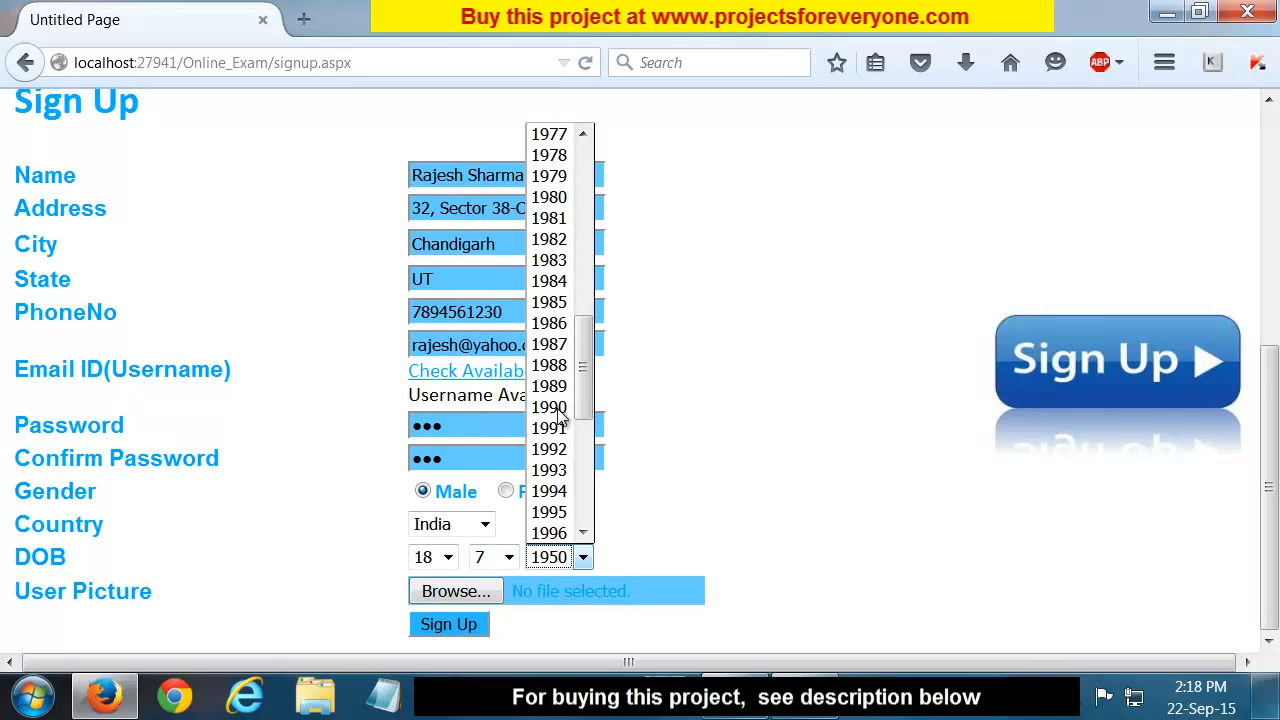 Untitled Page
Buy this project at www.projectsforeveryone.com
localhost:27941/Online_Exam/signup.aspx
Search
ABP
K
Sign Up
Name
Rajesh Sharma
Address
32, Sector 38-C
City
Chandigarh
State
UT
PhoneNo
7894561230
rajesh@yahoo.c
Email ID(Username)
Check Availab
Username Ava
Password
Confirm Password
Gender
Male
F
Country
India
DOB
18
7
1950
User Picture
Browse...
No file selected.
Sign Up
1977
1978
1979
1980
1981
1982
1983
1984
1985
1986
1987
1988
1989
1990
1991
1992
1993
1994
1995
1996
Sign Up
For buying this project, see description below
2:18 PM
22-Sep-15